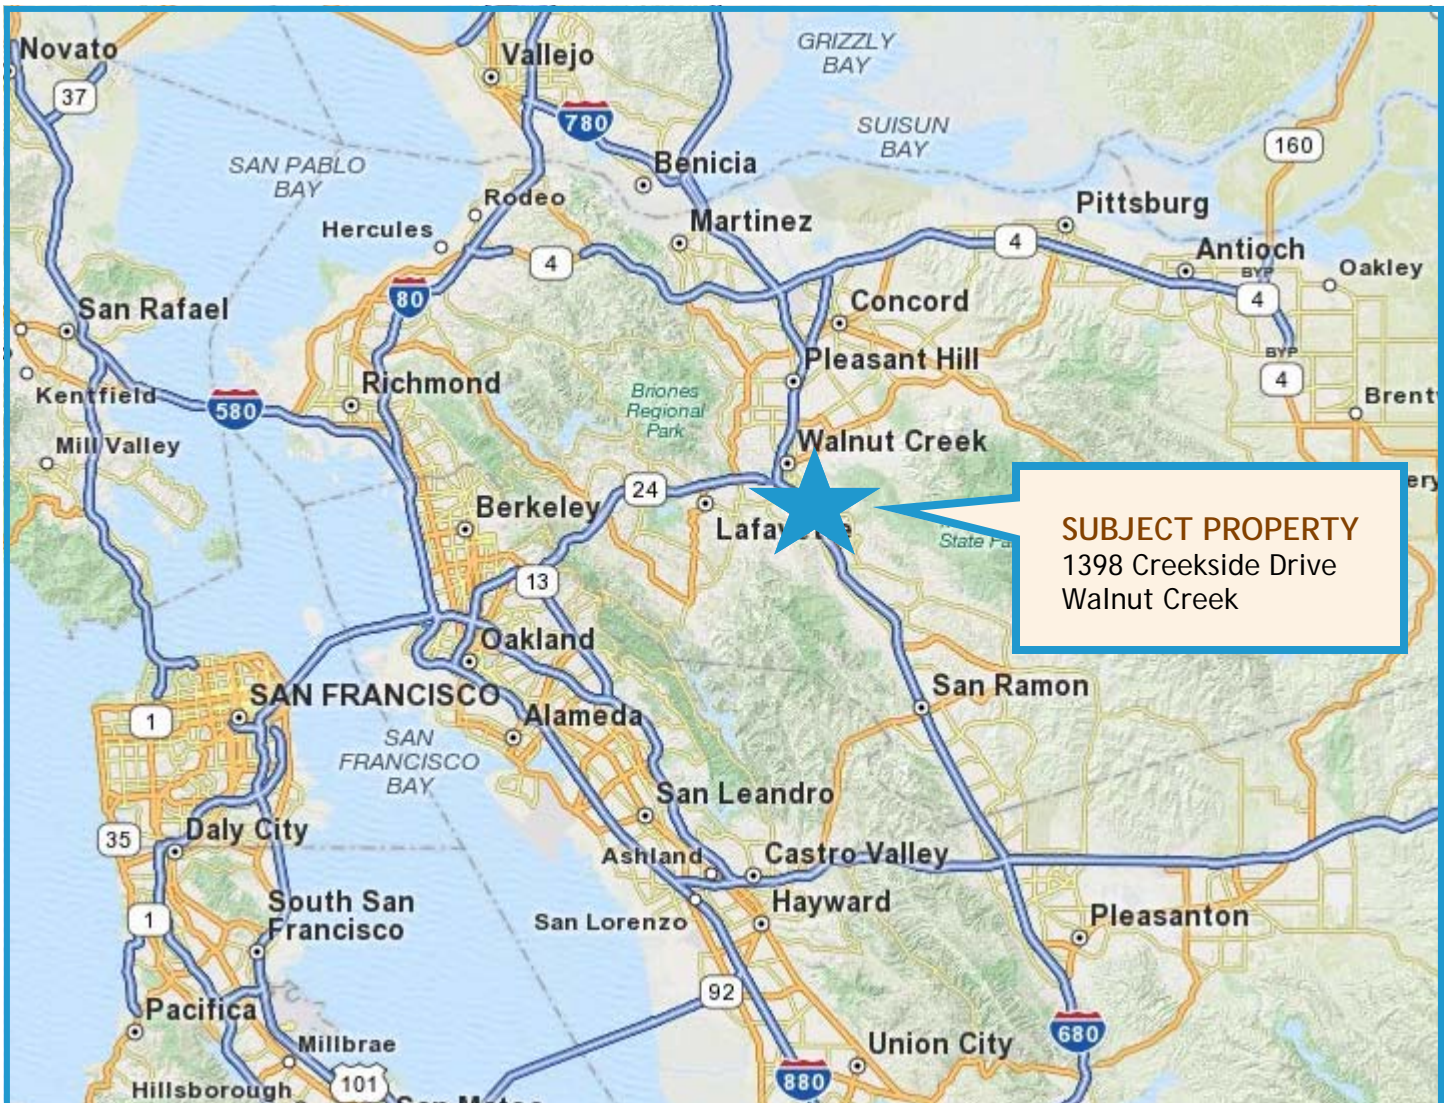 Novato
Vallejo
GRIZZLY
BAY
37
780
SUISUN
BAY
160
SAN PABLO
BAY
Benicia
Rodeo
Pittsburg
Hercules
Martinez
4
4
Antioch
BYP
Oakley
80
4
San Rafael
Concord
BYP
Pleasant Hill
4
Kentfield
580
Richmond
Briones
Regional
Park
Brent
Mill Valley
Walnut Creek
24
ery
Berkeley
State Pa
SUBJECT PROPERTY
1398 Creekside Drive
Walnut Creek
13
Oakland
SAN FRANCISCO
San Ramon
1
Alameda
SAN
FRANCISCO
BAY
San Leandro
35
Daly City
Ashland
Castro Valley
South San
Francisco
1
San Lorenzo
Hayward
Pleasanton
92
Pacifica
680
Millbrae
Union City
Hillsborough
101
880